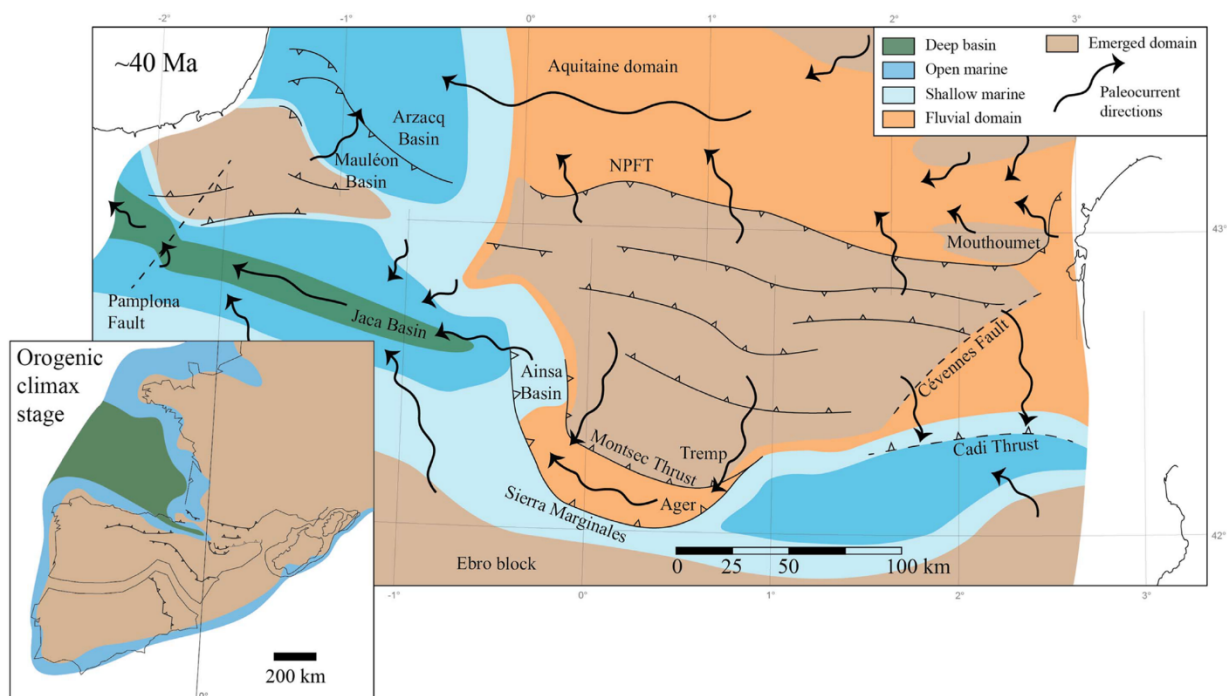 -2°
-1°
0°
1°
2°
3°
~40 Ma
Deep basin
Open marine
Shallow marine
Fluvial domain
Emerged domain
Paleocurrent
directions
Aquitaine domain
Arzacq
Basin
Mauléon
Basin
NPFT
Mouthoumet
43°
Pamplona
Fault
Jaca Basin
Ainsa
Basin
Cévennes Fault
Montsec Thrust
Tremp
Cadi Thrust
Ager
Sierra Marginales
42°
Ebro block
0
25
50
100 km
-1°
0°
1°
2°
3°
Orogenic
climax
stage
200 km
0°